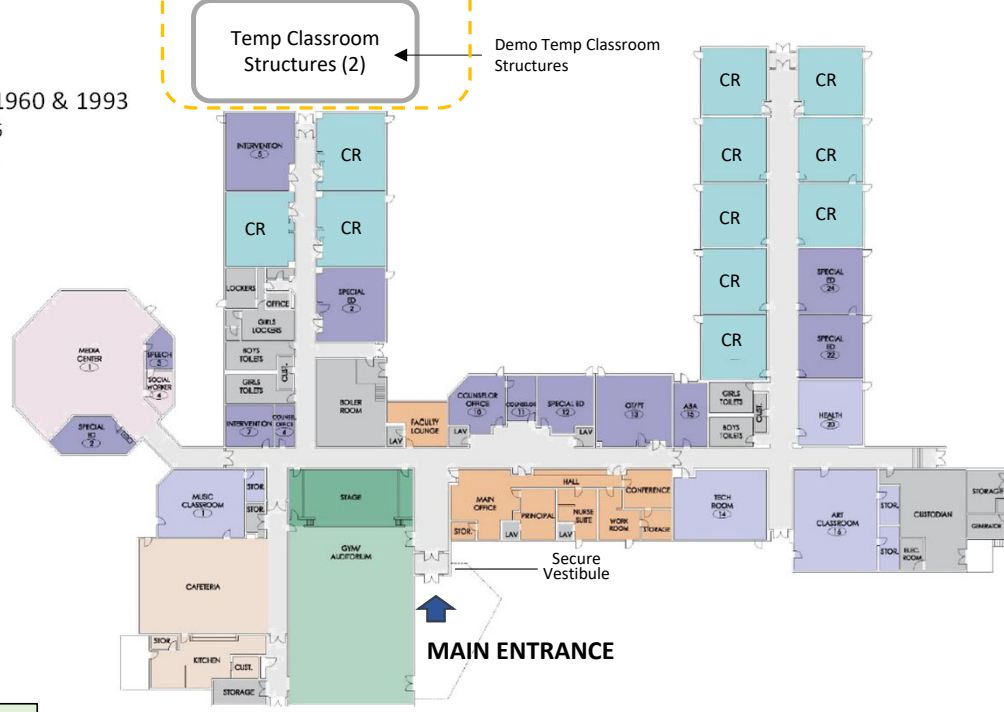 Temp Classroom
Structures (2)
Demo Temp Classroom
Structures
1960 & 1993
INTERVENTION
5
CR
CR
CR
LOCKERS
OFFICE
GIRLS
LOCKERS
SPECIAL
ED
2
BOYS
TOILETS
CUST.
GIRLS
TOILETS
BOILER
ROOM
INTERVENTION
7
COUNSEL
OFFICE
LAV
FACULTY
LOUNGE
MEDIA
CENTER
1
SPEECH
SOCIAL
WORKER
4
SPECIAL
ED
2
COUNSELOR
OFFICE
10
LAV
COUNSELOR
11
SPECIAL ED
12
LAV
OT/PT
13
ABA
15
GIRLS
TOILETS
BOYS
TOILETS
CUST.
CR
CR
CR
CR
CR
CR
CR
CR
SPECIAL
ED
24
SPECIAL
ED
22
HEALTH
20
MUSIC
CLASSROOM
1
STOR.
STOR.
STAGE
GYM/
AUDITORIUM
CAFETERIA
STOR.
KITCHEN
CUST.
STORAGE
HALL
MAIN
OFFICE
STOR.
LAV
PRINCIPAL
NURSE
SUITE
LAV
WORK
ROOM
CONFERENCE
STORAGE
TECH
ROOM
14
ART
CLASSROOM
STOR.
STOR.
CUSTODIAN
ELEC.
ROOM
STORAGE
GENERATOR
Secure
Vestibule
MAIN ENTRANCE